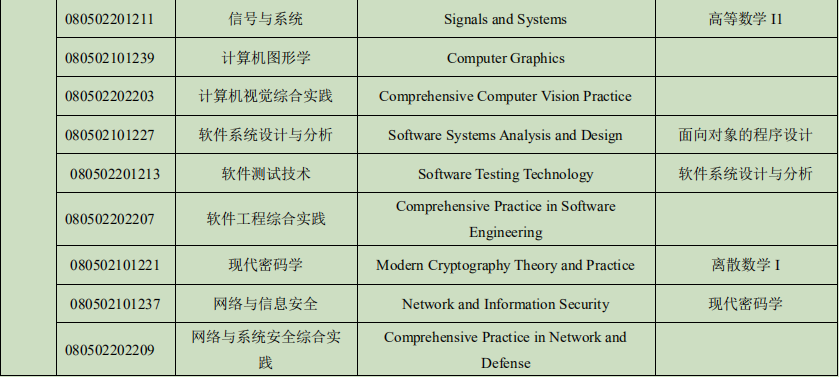 080502201211 信号与系统 Signals and Systems 高等数学 I1
080502101239 计算机图形学 Computer Graphics
080502202203 计算机视觉综合实践 Comprehensive Computer Vision Practice
080502101227 软件系统设计与分析 Software Systems Analysis and Design 面向对象的程序设计
080502201213 软件测试技术 Software Testing Technology 软件系统设计与分析
080502202207 软件工程综合实践 Comprehensive Practice in Software
Engineering
080502101221 现代密码学 Modern Cryptography Theory and Practice 离散数学 I
080502101237 网络与信息安全 Network and Information Security 现代密码学
080502202209 网络与系统安全综合实 Comprehensive Practice in Network and
践 Defense